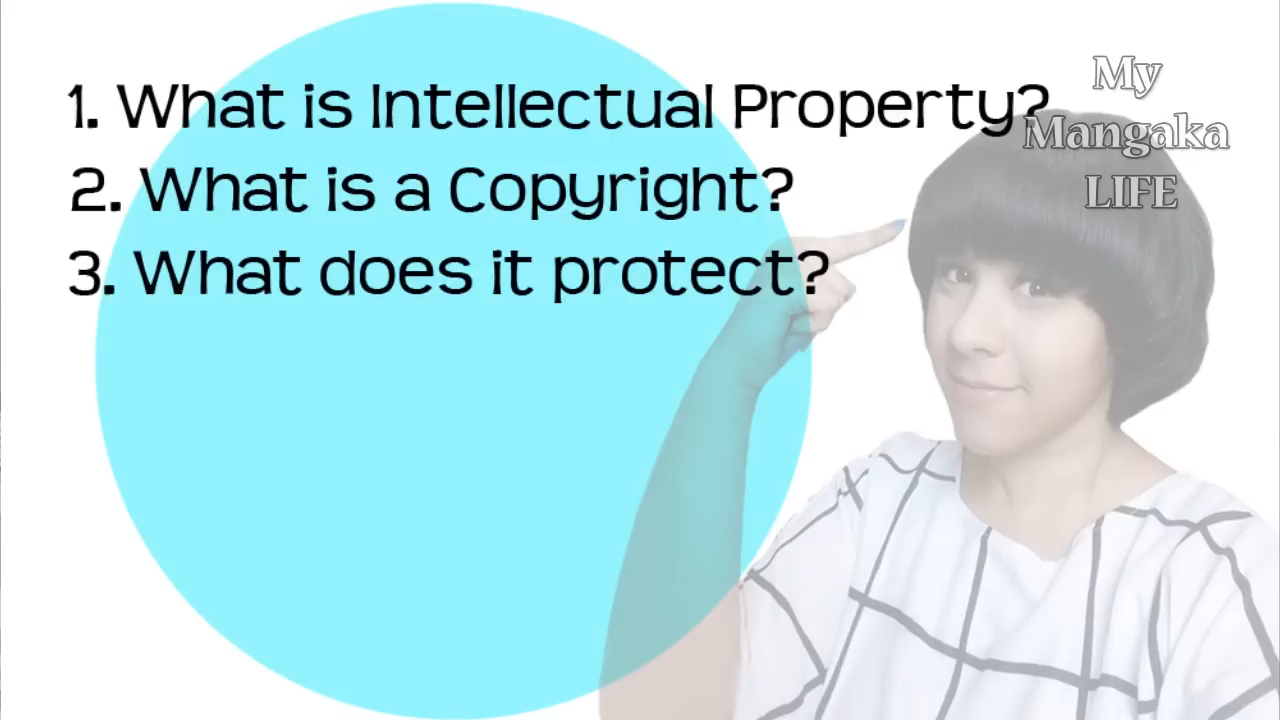 1. What is Intellectual Property?
2. What is a Copyright?
3. What does it protect?
My
Mangaka
LIFE